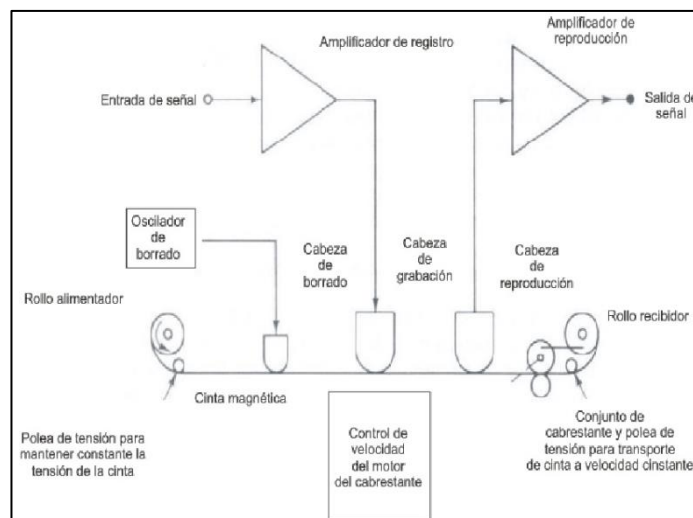 Amplificador de registro
Amplificador de
reproducción
Entrada de señal
Salida de
señal
Oscilador
de
borrado
Cabeza
de
borrado
Cabeza
de
grabación
Cabeza
de
reproducción
Rollo alimentador
Rollo recibidor
Cinta magnética
Polea de tensión para
mantener constante la
tensión de la cinta
Control de
velocidad
del motor
del cabrestante
Conjunto de
cabrestante y polea de
tensión para transporte
de cinta a velocidad cinstante